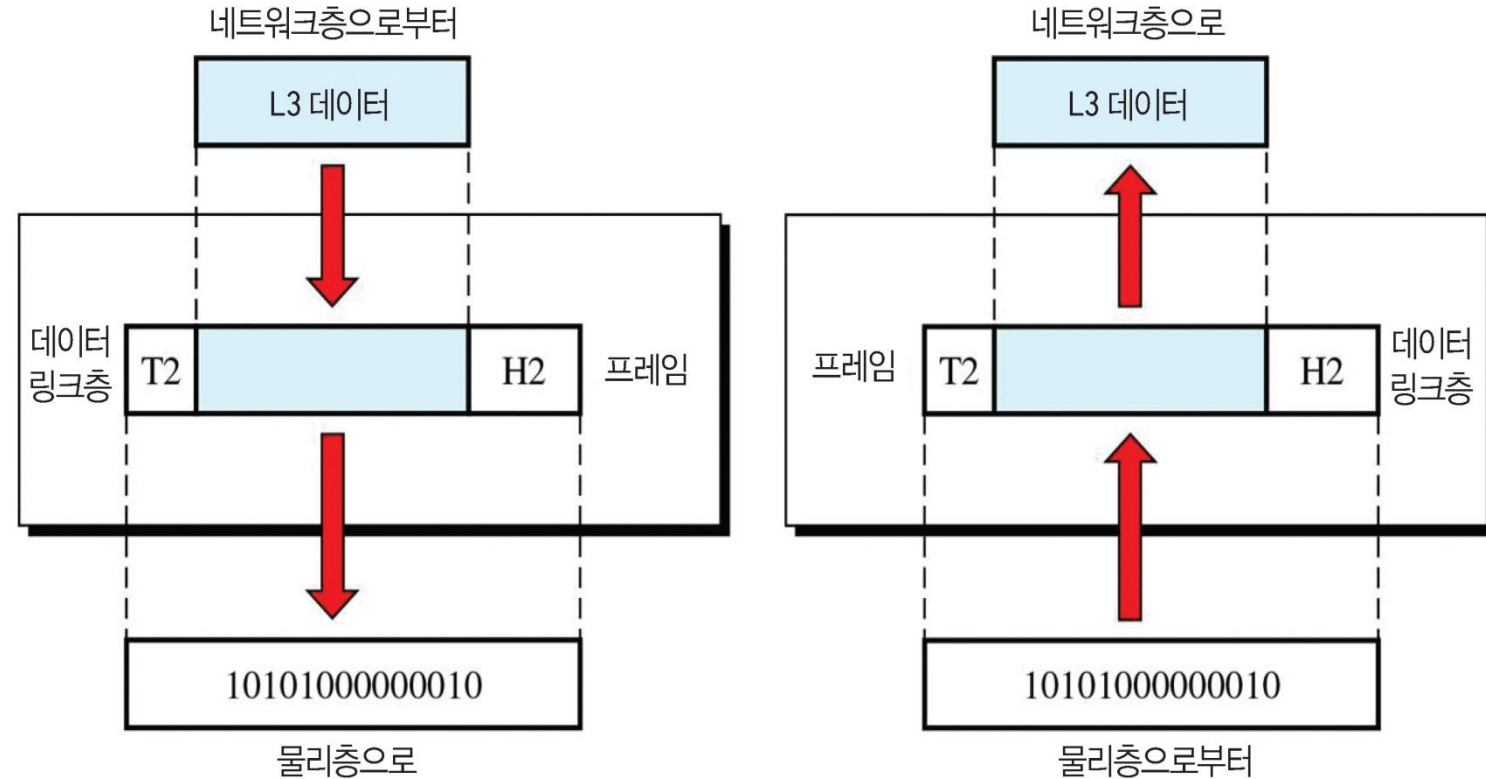 네트워크층으로부터
L3 데이터
데이터
링크층
T2
H2
프레임
10101000000010
물리층으로
네트워크층으로
L3 데이터
프레임
T2
H2
데이터
링크층
10101000000010
물리층으로부터